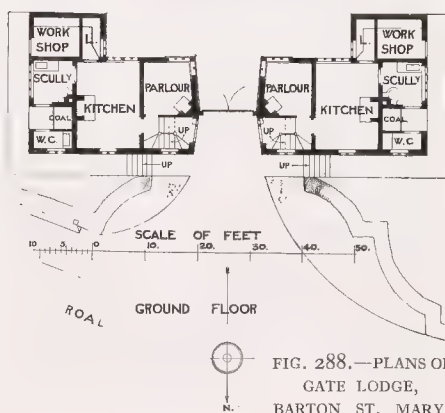 WORK SHOP
L
SCULLY
COAL
W.C.
KITCHEN
PARLOUR
UP
UP
PARLOUR
UP
UP
KITCHEN
L
WORK SHOP
SCULLY
COAL
W.C.
SCALE OF FEET
10 5. 0 10. 20. 30. 40. 50.
ROAL
GROUND FLOOR
N.
FIG. 288.—PLANS OF
GATE LODGE,
BARTON ST. MARY